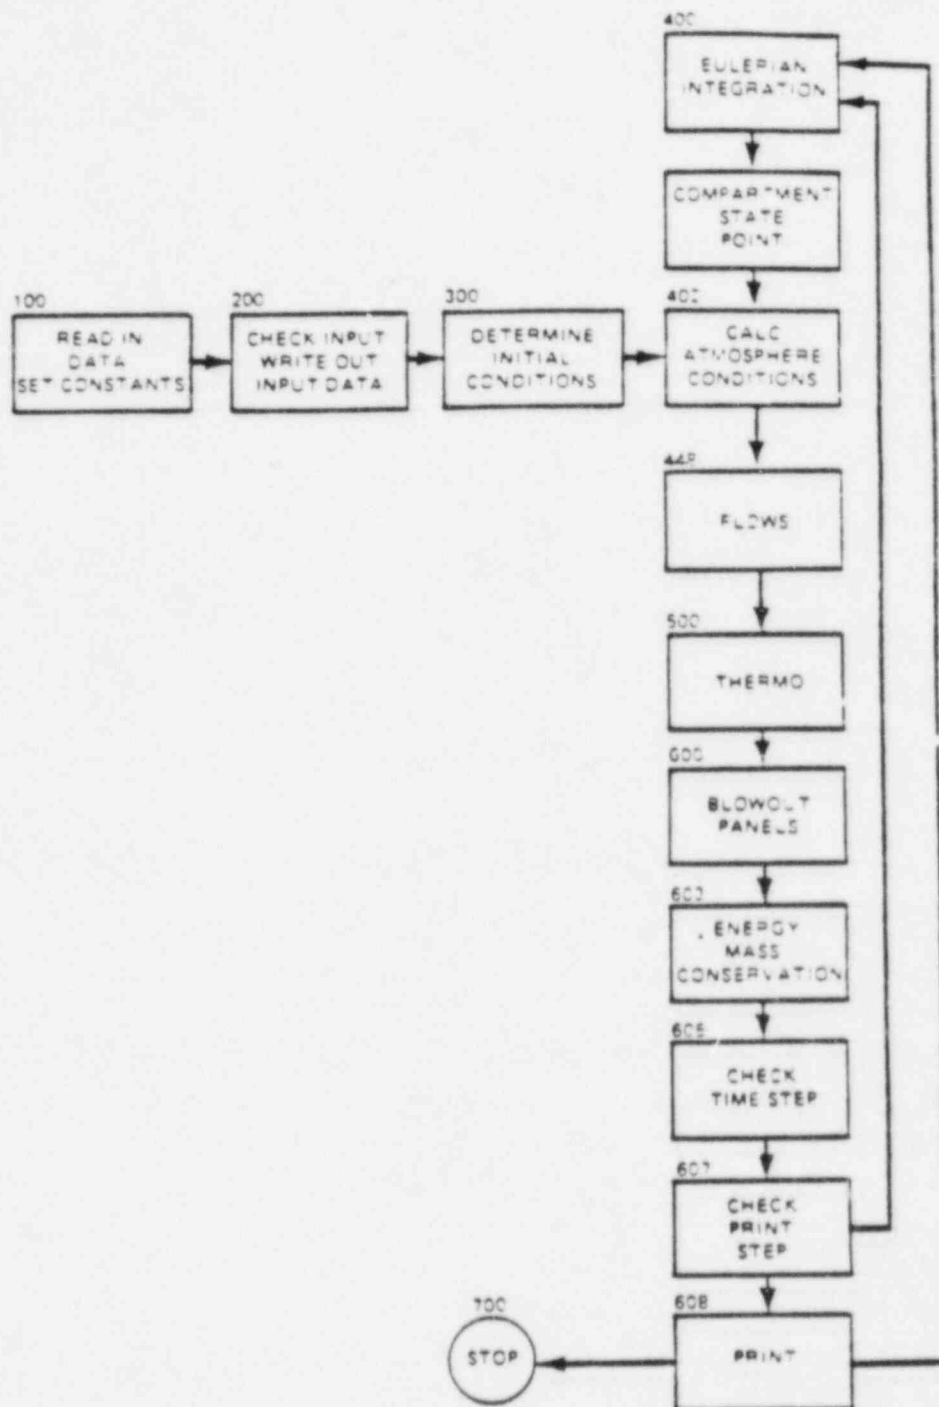 400
EULERIAN
INTEGRATION
COMPARTMENT
STATE
POINT
100
READ IN
DATA
SET CONSTANTS
200
CHECK INPUT
WRITE OUT
INPUT DATA
300
DETERMINE
INITIAL
CONDITIONS
402
CALC
ATMOSPHERE
CONDITIONS
FLOWS
500
THERMO
600
BLOWOUT
PANELS
ENERGY
MASS
CONSERVATION
CHECK
TIME STEP
607
CHECK
PRINT
STEP
700
STOP
608
PRINT